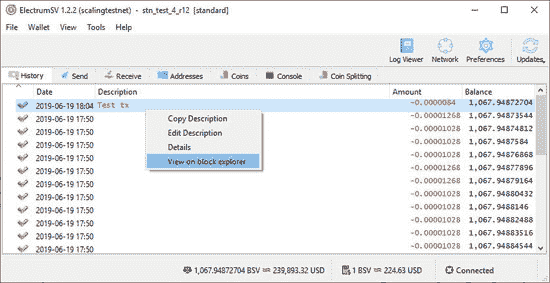 ElectrumSV 1.2.2 (scalingtestnet) - stn_test_4_r12 [standard]
File Wallet View Tools Help
Log Viewer Network Preferences Updates,
History Send Receive Addresses Coins Console Coin Splitting
Date Description Amount Balance
2019-06-19 18:04 Test tx -0.0000084 1,067.94872704
2019-06-19 17:50 -0.00001268 1,067.94873544
Copy Description
2019-06-19 17:50 -0.00001028 1,067.94874812
Edit Description
2019-06-19 17:50 -0.00001028 1,067.9487584
Details
2019-06-19 17:50 -0.00001028 1,067.94876868
View on block explorer
2019-06-19 17:50 -0.00001268 1,067.94877896
2019-06-19 17:50 -0.00001268 1,067.94879164
2019-06-19 17:50 -0.00001028 1,067.94880432
2019-06-19 17:50 -0.00001028 1,067.9488146
2019-06-19 17:50 -0.00001028 1,067.94882488
2019-06-19 17:50 -0.00001028 1,067.94883516
2019-06-19 17:50 -0.00001028 1,067.94884544
1,067.94872704 BSV ≈ 239,893.32 USD 1 BSV ≈ 224.63 USD Connected